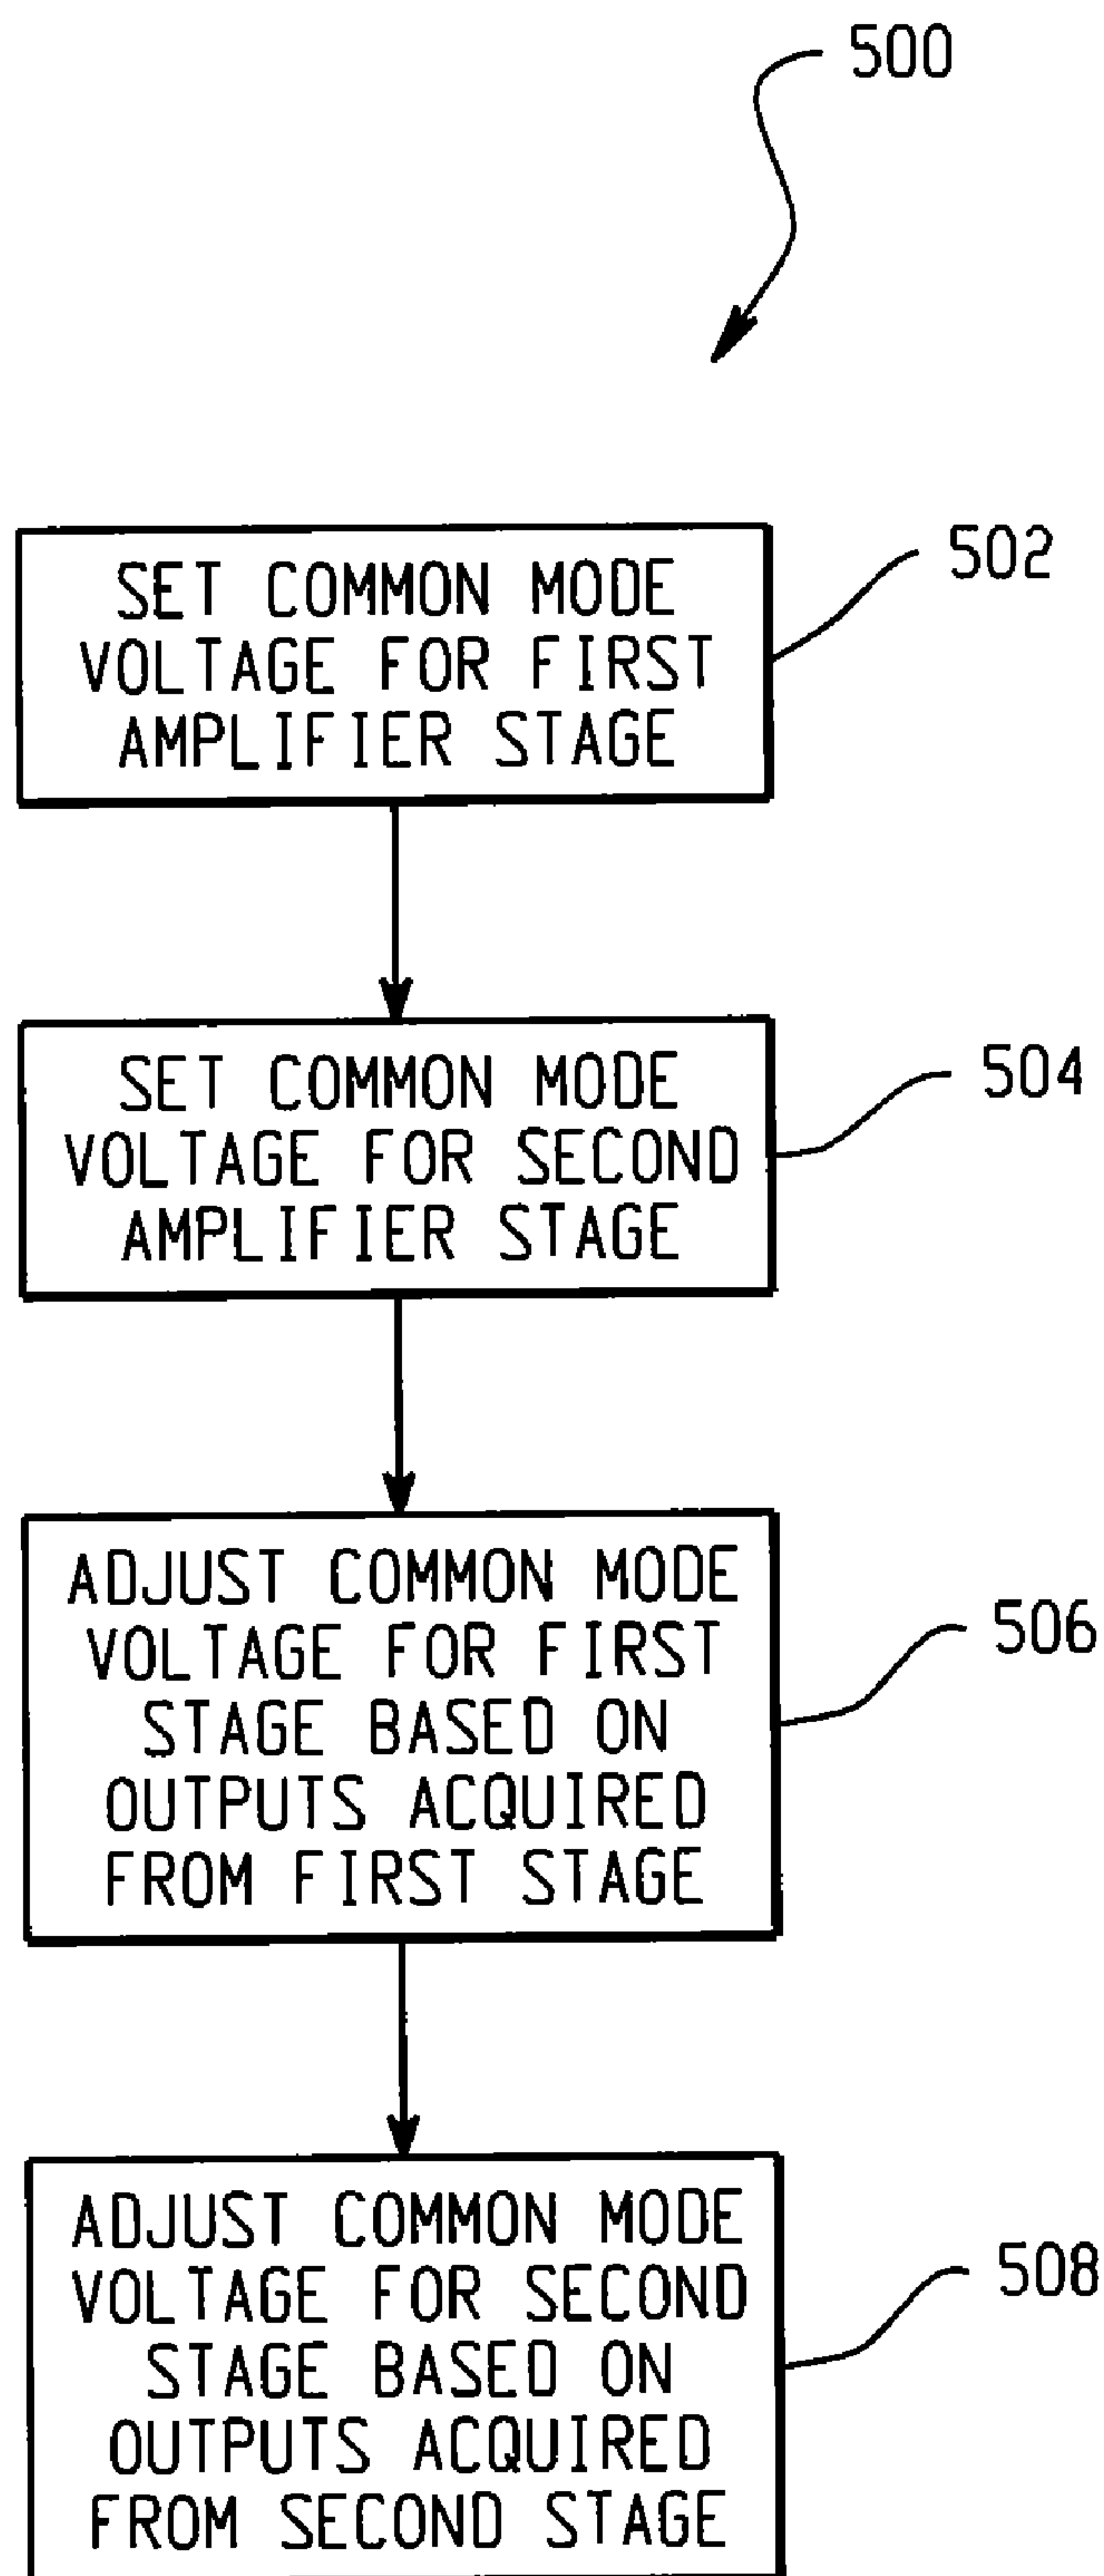 500
SET COMMON MODE
VOLTAGE FOR FIRST
AMPLIFIER STAGE
502
SET COMMON MODE
VOLTAGE FOR SECOND
AMPLIFIER STAGE
504
ADJUST COMMON MODE
VOLTAGE FOR FIRST
STAGE BASED ON
OUTPUTS ACQUIRED
FROM FIRST STAGE
506
ADJUST COMMON MODE
VOLTAGE FOR SECOND
STAGE BASED ON
OUTPUTS ACQUIRED
FROM SECOND STAGE
508